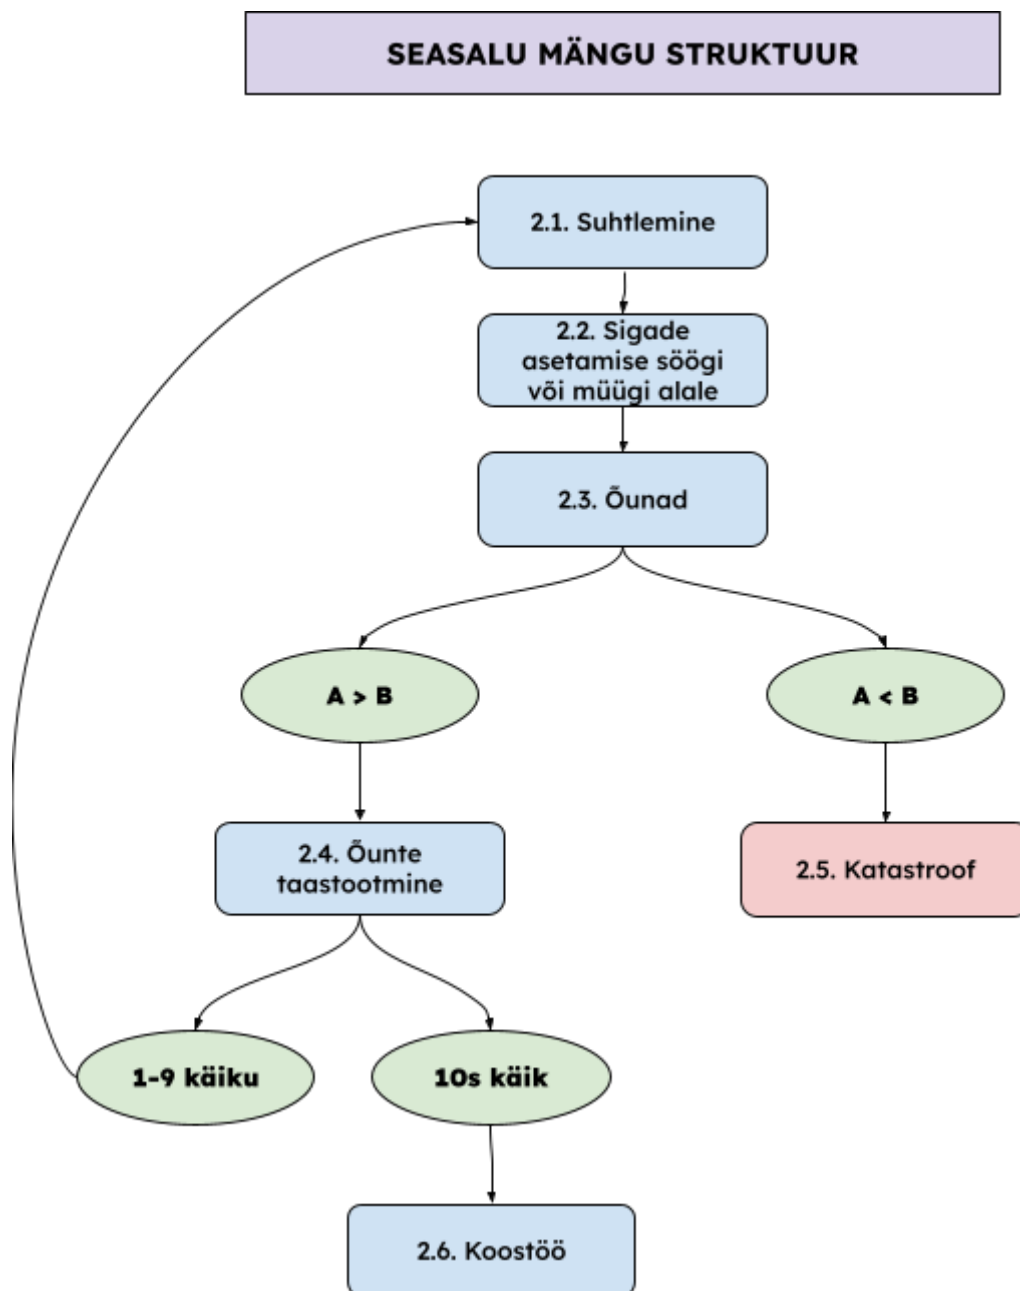 SEASALU MÄNGU STRUKTUUR
2.1. Suhtlemine
2.2. Sigade
asetamise söögi
või müügi alale
2.3. Õunad
A > B
A < B
2.4. Õunte
taastootmine
2.5. Katastroof
1-9 käiku
10s käik
2.6. Koostöö